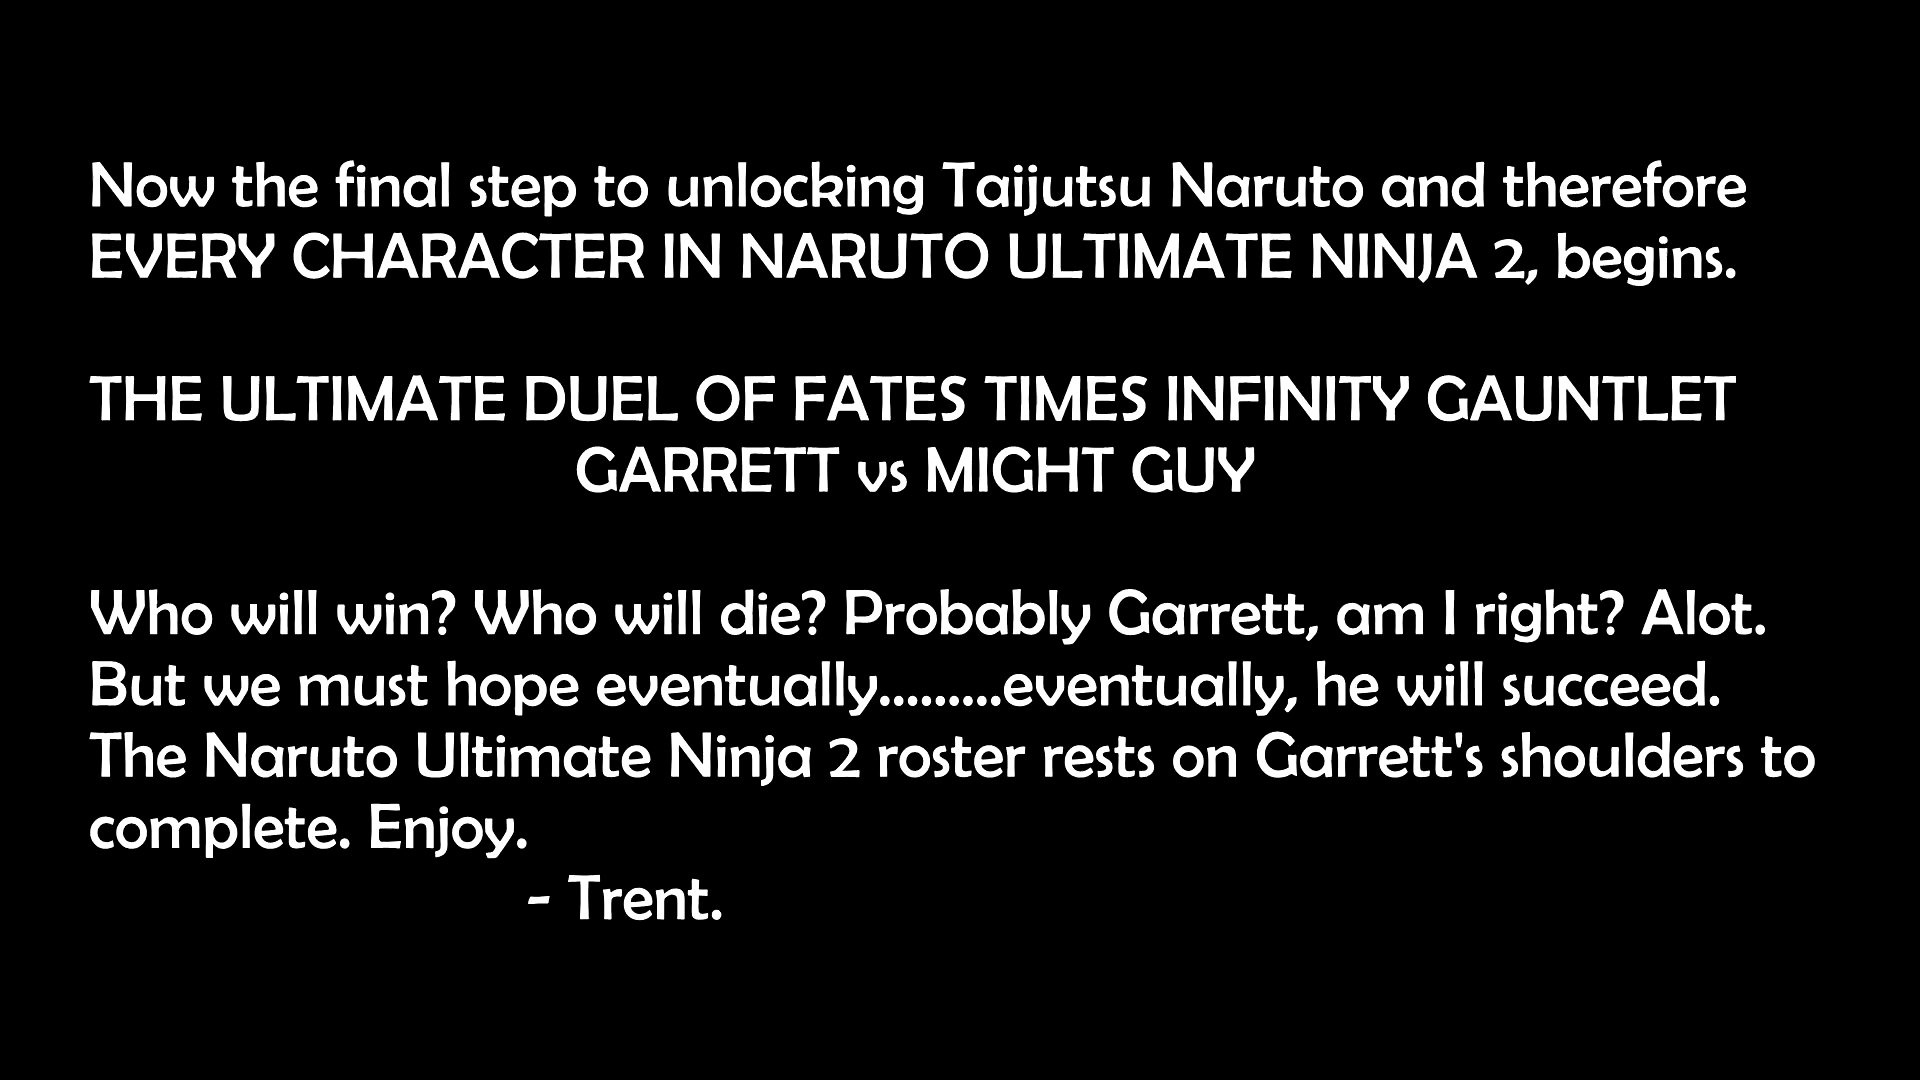 Now the final step to unlocking Taijutsu Naruto and therefore
EVERY CHARACTER IN NARUTO ULTIMATE NINJA 2, begins.
THE ULTIMATE DUEL OF FATES TIMES INFINITY GAUNTLET
GARRETT vs MIGHT GUY
Who will win? Who will die? Probably Garrett, am I right? Alot.
But we must hope eventually.........eventually, he will succeed.
The Naruto Ultimate Ninja 2 roster rests on Garrett's shoulders to
complete. Enjoy.
- Trent.